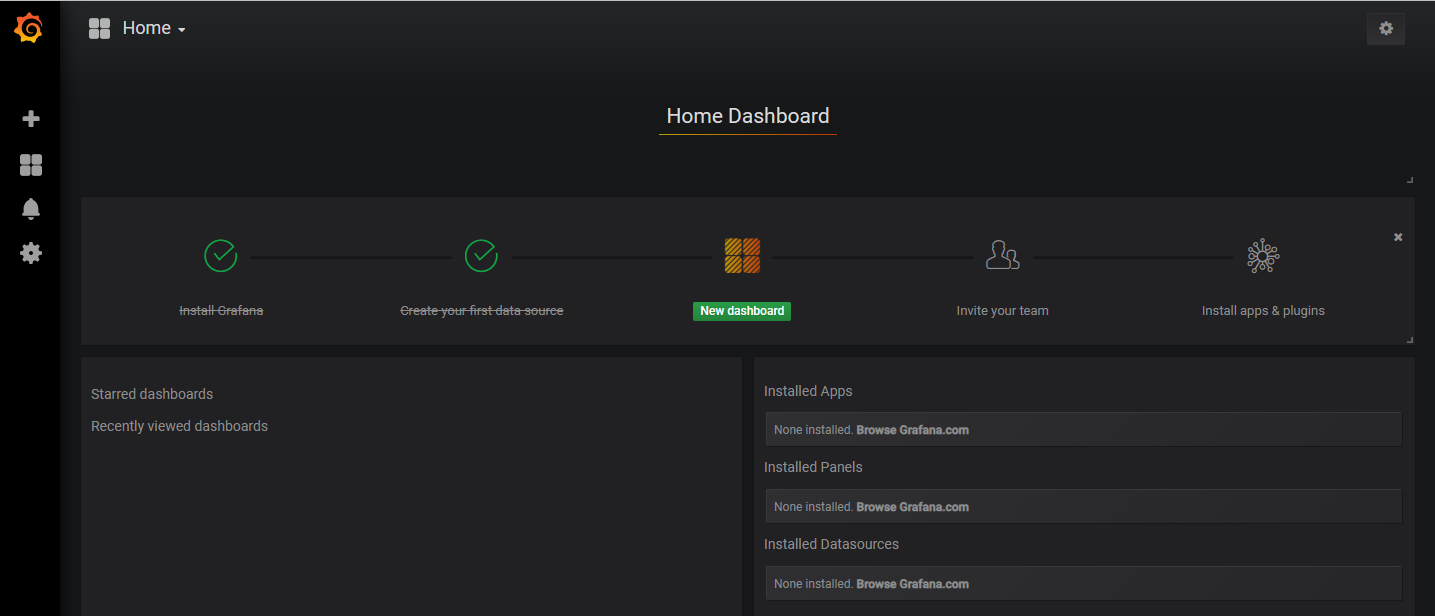 Home
Home Dashboard
Install Grafana
Create your first data source
New dashboard
Invite your team
Install apps & plugins
Starred dashboards
Recently viewed dashboards
Installed Apps
None installed. Browse Grafana.com
Installed Panels
None installed. Browse Grafana.com
Installed Datasources
None installed. Browse Grafana.com